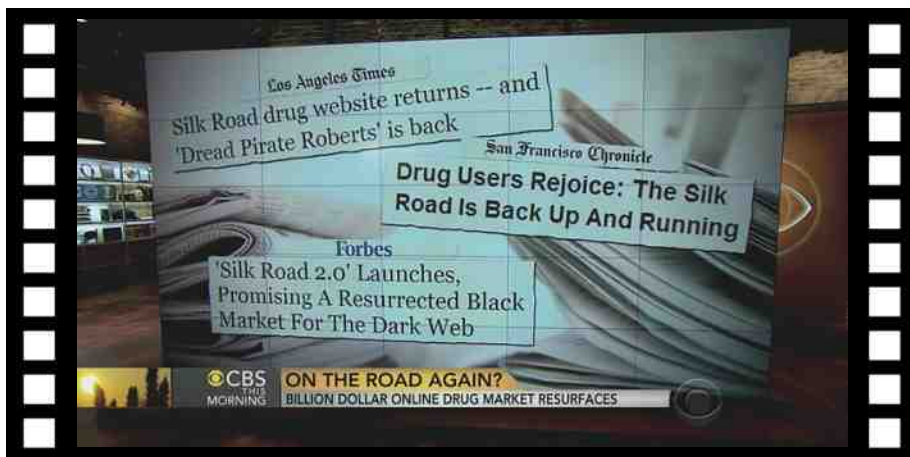 Los Angeles Times
Silk Road drug website returns -- and
'Dread Pirate Roberts' is back
San Francisco Chronicle
Drug Users Rejoice: The Silk
Road Is Back Up And Running
Forbes
'Silk Road 2.0' Launches,
Promising A Resurrected Black
Market For The Dark Web
CBS
THIS
MORNING
ON THE ROAD AGAIN?
BILLION DOLLAR ONLINE DRUG MARKET RESURFACES